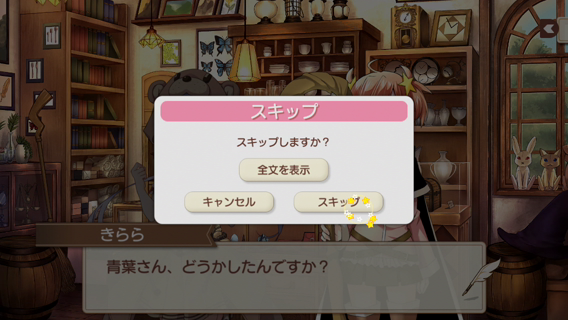 スキップ
スキップしますか？
全文を表示
キャンセル
スキップ
きらら
青葉さん、どうかしたんですか？